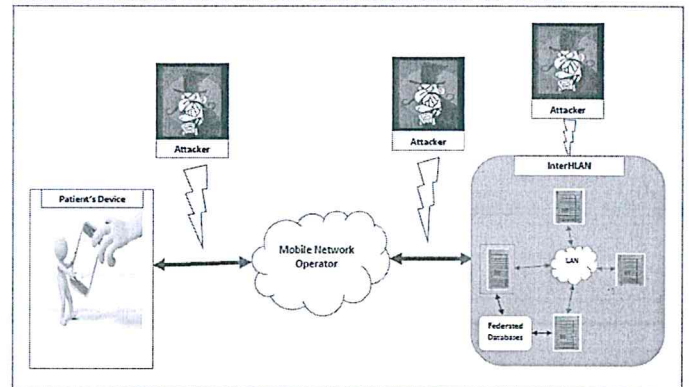 Attacker
Attacker
Attacker
InterHLAN
Patient's Device
Mobile Network
Operator
LAN
Federated
Databases